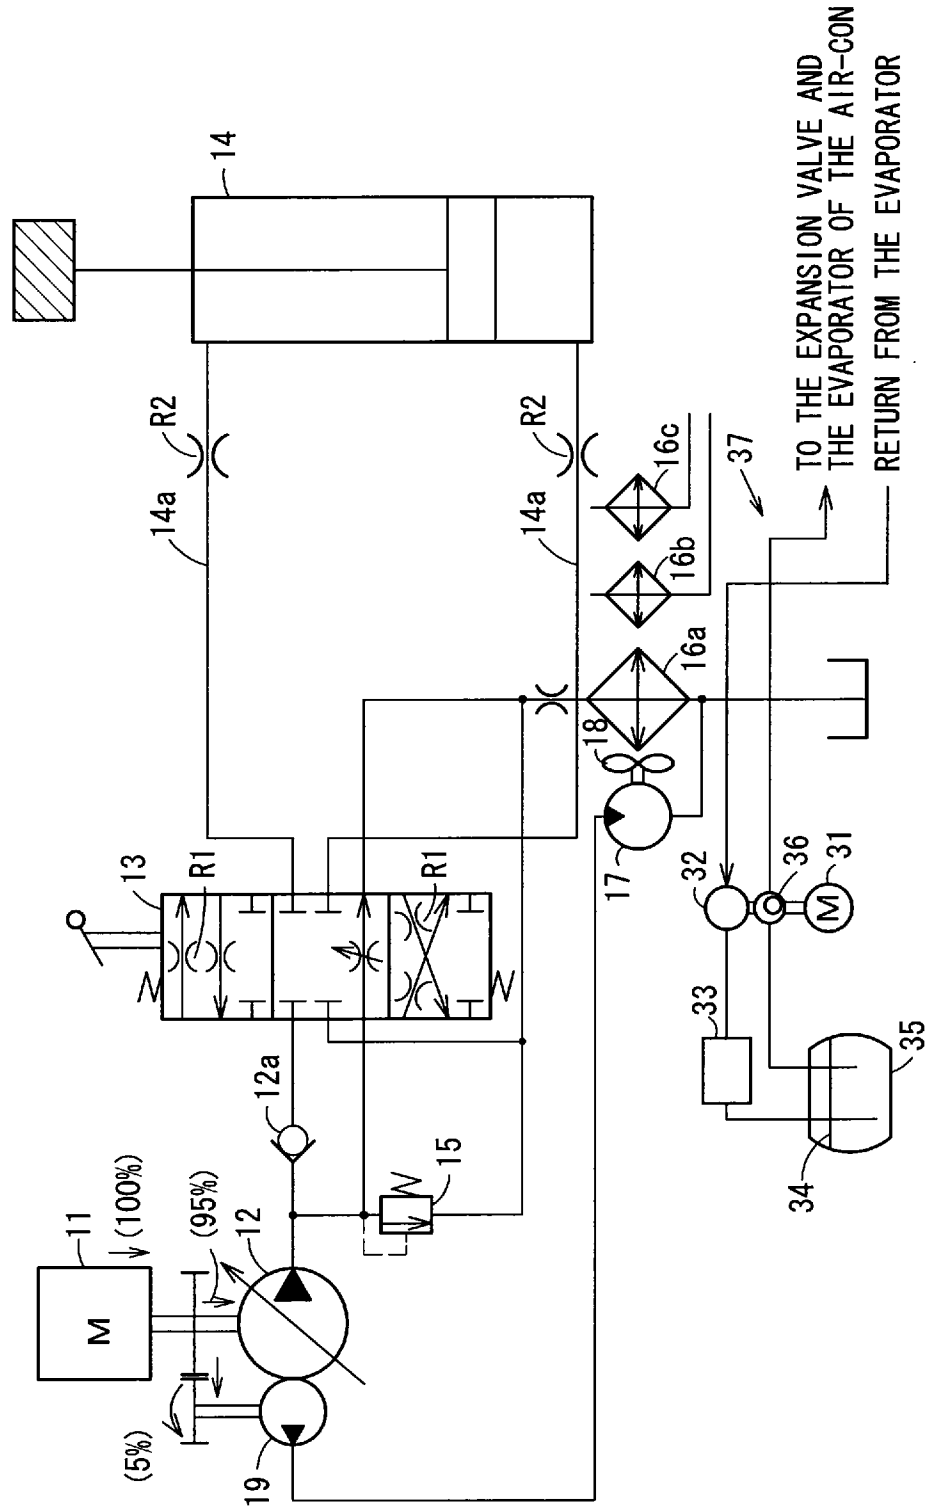 14
R2
14a
R2
14a
16c
16b
16a
18
17
37
TO THE EXPANSION VALVE AND
THE EVAPORATOR OF THE AIR-CON
RETURN FROM THE EVAPORATOR
13
R1
R1
32
36
31
M
33
35
34
12a
15
11
M
(100%)
(95%)
12
(5%)
19